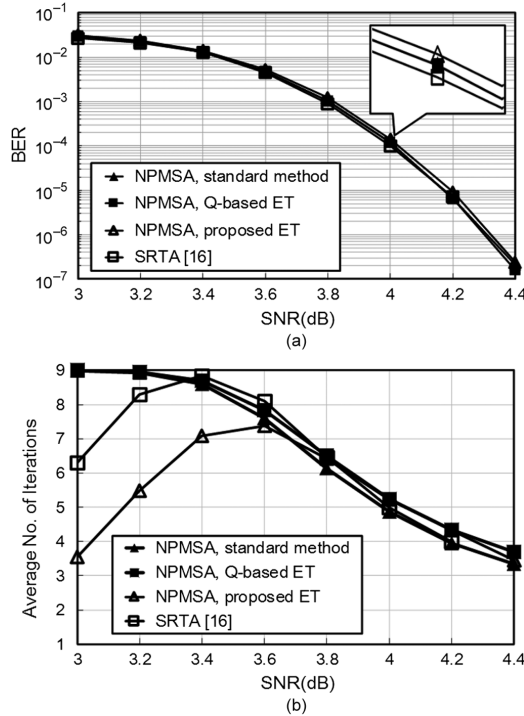 10⁻¹
10⁻²
10⁻³
10⁻⁴
10⁻⁵
10⁻⁶
10⁻⁷
BER
NPMSA, standard method
NPMSA, Q-based ET
NPMSA, proposed ET
SRTA [16]
3 3.2 3.4 3.6 3.8 4 4.2 4.4
SNR(dB)
(a)
9
8
7
6
5
4
3
2
1
Average No. of Iterations
NPMSA, standard method
NPMSA, Q-based ET
NPMSA, proposed ET
SRTA [16]
3 3.2 3.4 3.6 3.8 4 4.2 4.4
SNR(dB)
(b)